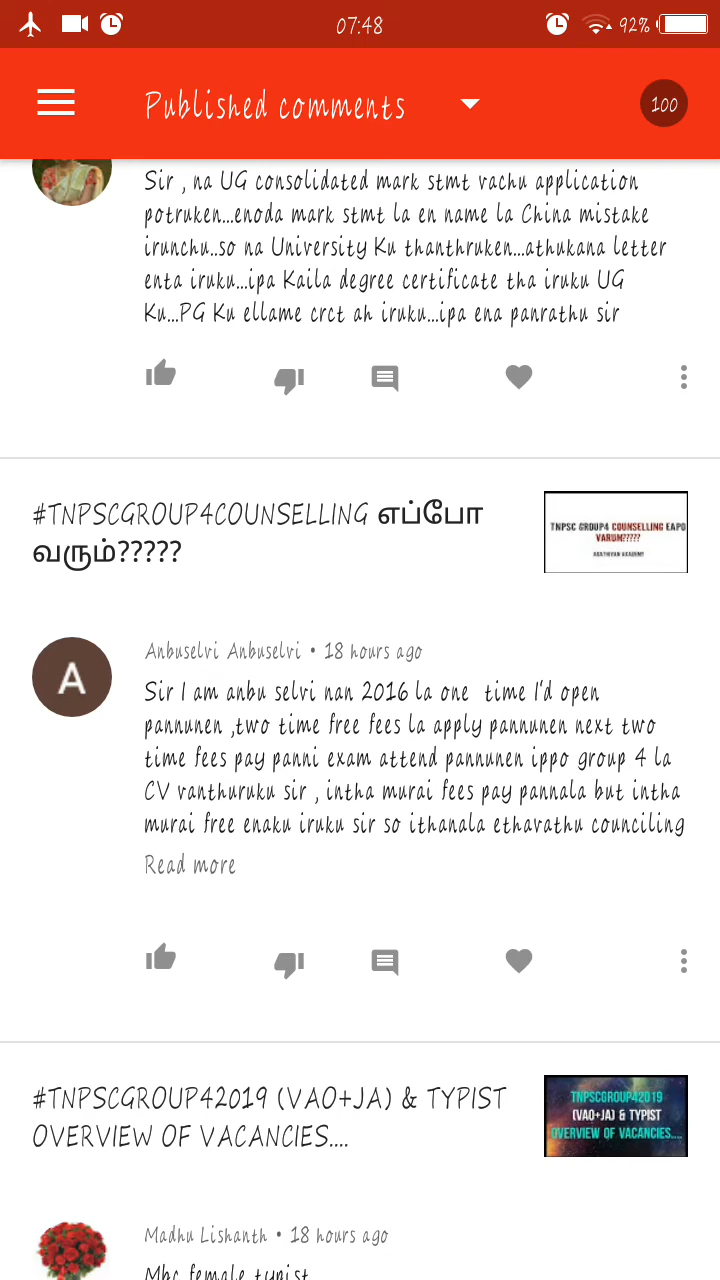 07:48
92%
Published comments
100
Sir , na UG consolidated mark stmt vachu application
potruken...enoda mark stmt la en name la China mistake
irunchu..so na University Ku thanthruken...athukana letter
enta iruku...ipa Kaila degree certificate tha iruku UG
Ku...PG Ku ellame crct ah iruku...ipa ena panrathu sir
#TNPSCGROUP4COUNSELLING எப்போ
வரும்?????
TNPSC GROUP4 COUNSELLING EAPO
VARUM?????
AGATHIYAN ACADEMY
A
Anbuselvi Anbuselvi • 18 hours ago
Sir I am anbu selvi nan 2016 la one time I'd open
pannunen ,two time free fees la apply pannunen next two
time fees pay panni exam attend pannunen ippo group 4 la
CV vanthuruku sir , intha murai fees pay pannala but intha
murai free enaku iruku sir so ithanala ethavathu counciling
Read more
#TNPSCGROUP42019 (VAO+JA) & TYPIST
OVERVIEW OF VACANCIES....
TNPSCGROUP42019
(VAO+JA) & TYPIST
OVERVIEW OF VACANCIES....
Madhu Lishanth • 18 hours ago
Mbc female typist